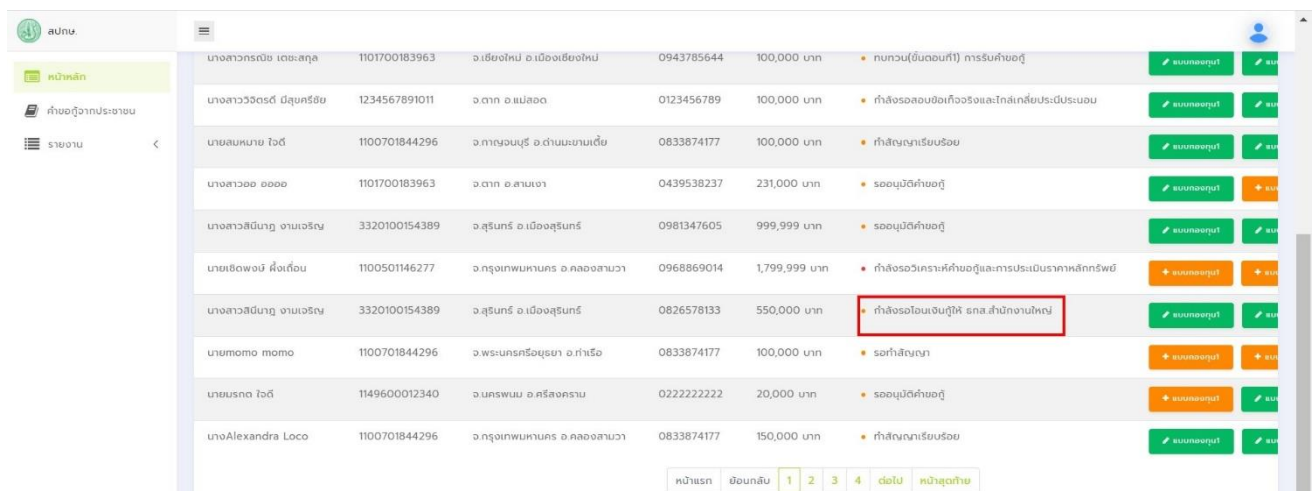 สปกษ.
หน้าหลัก
คำขอกู้จากประชาชน
รายงาน
นางสาวกรณิช เตชะสกุล 1101700183963 จ.เชียงใหม่ อ.เมืองเชียงใหม่ 0943785644 100,000 บาท ทบทวน(ขั้นตอนที่1) การรับคำขอกู้ แบบกองทุน1
นางสาววิจิตรดี มีสุขศรีชัย 1234567891011 จ.ตาก อ.แม่สอด 0123456789 100,000 บาท กำลังรอสอบข้อเท็จจริงและไกล่เกลี่ยประนีประนอม แบบกองทุน1
นายสมหมาย ใจดี 1100701844296 จ.กาญจนบุรี อ.ด่านมะขามเตี้ย 0833874177 100,000 บาท ทำสัญญาเรียบร้อย แบบกองทุน1
นางสาวออ ออออ 1101700183963 จ.ตาก อ.สามเงา 0439538237 231,000 บาท รออนุมัติคำขอกู้ แบบกองทุน1
นางสาวสินีนาฎ งามเจริญ 3320100154389 จ.สุรินทร์ อ.เมืองสุรินทร์ 0981347605 999,999 บาท รออนุมัติคำขอกู้ แบบกองทุน1
นายเชิดพงษ์ ผึ้งเถื่อน 1100501146277 จ.กรุงเทพมหานคร อ.คลองสามวา 0968869014 1,799,999 บาท กำลังรอวิเคราะห์คำขอกู้และการประเมินราคาหลักทรัพย์ แบบกองทุน1
นางสาวสินีนาฎ งามเจริญ 3320100154389 จ.สุรินทร์ อ.เมืองสุรินทร์ 0826578133 550,000 บาท กำลังรอโอนเงินกู้ให้ ธกส.สำนักงานใหญ่ แบบกองทุน1
นายmomo momo 1100701844296 จ.พระนครศรีอยุธยา อ.ท่าเรือ 0833874177 100,000 บาท รอทำสัญญา แบบกองทุน1
นายมรกต ใจดี 1149600012340 จ.นครพนม อ.ศรีสงคราม 0222222222 20,000 บาท รออนุมัติคำขอกู้ แบบกองทุน1
นางAlexandra Loco 1100701844296 จ.กรุงเทพมหานคร อ.คลองสามวา 0833874177 150,000 บาท ทำสัญญาเรียบร้อย แบบกองทุน1
หน้าแรก ย้อนกลับ 1 2 3 4 ต่อไป หน้าสุดท้าย